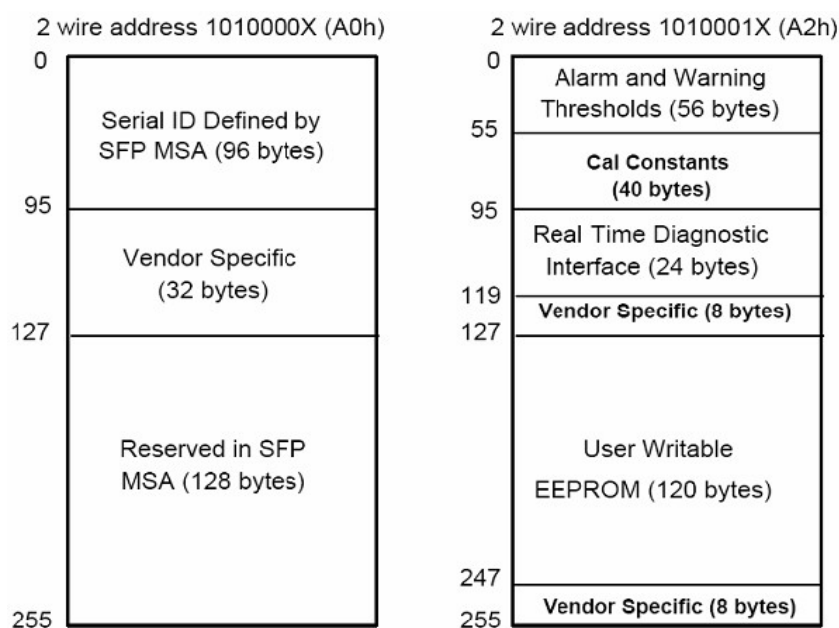 2 wire address 1010000X (A0h)
0
Serial ID Defined by
SFP MSA (96 bytes)
95
Vendor Specific
(32 bytes)
127
Reserved in SFP
MSA (128 bytes)
255
2 wire address 1010001X (A2h)
0
Alarm and Warning
Thresholds (56 bytes)
55
Cal Constants
(40 bytes)
95
Real Time Diagnostic
Interface (24 bytes)
119
Vendor Specific (8 bytes)
127
User Writable
EEPROM (120 bytes)
247
Vendor Specific (8 bytes)
255